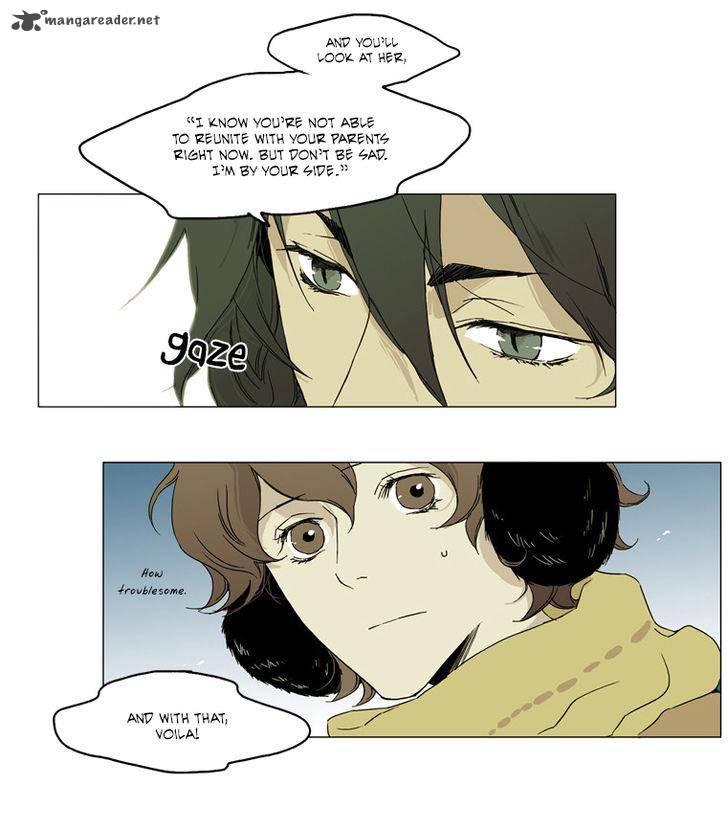 mangareader.net
AND YOU'LL
LOOK AT HER,
"I KNOW YOU'RE NOT ABLE
TO REUNITE WITH YOUR PARENTS
RIGHT NOW. BUT DON'T BE SAD.
I'M BY YOUR SIDE."
gaze
How
troublesome.
AND WITH THAT,
VOILA!